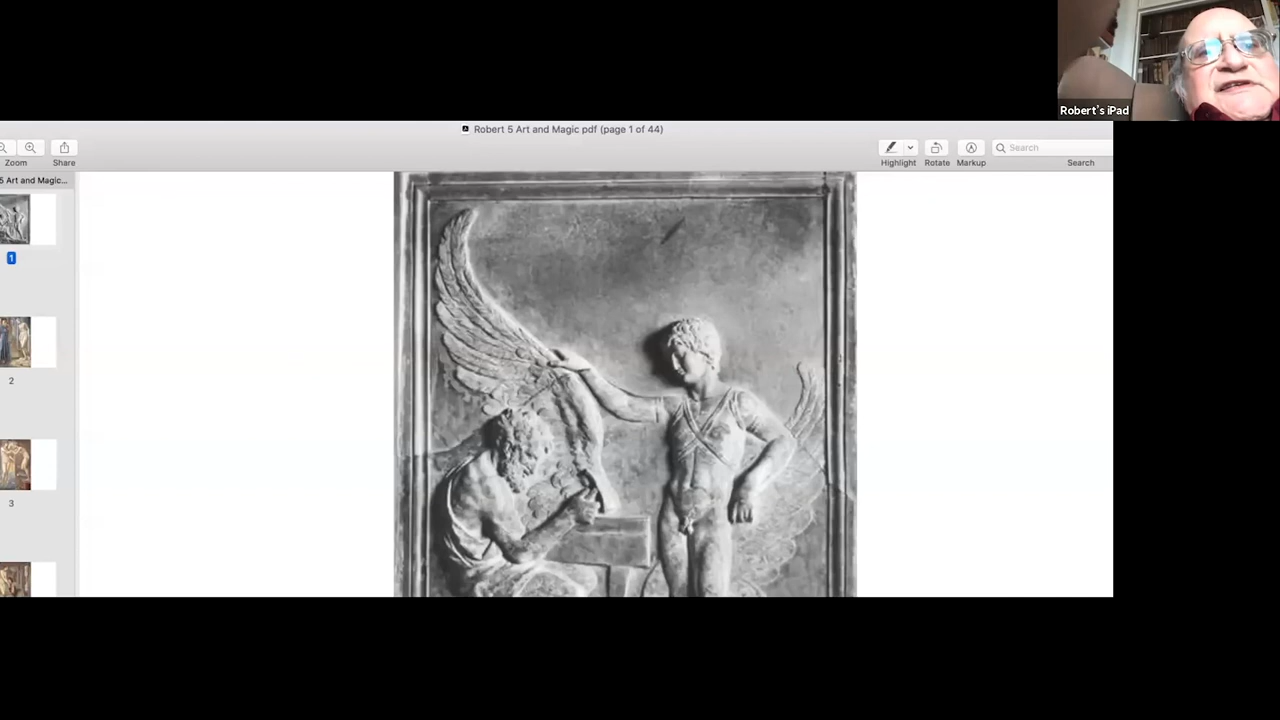 Robert's iPad
Robert 5 Art and Magic pdf (page 1 of 44)
Zoom
Share
Highlight
Rotate
Markup
Search
Search
5 Art and Magic...
1
2
3